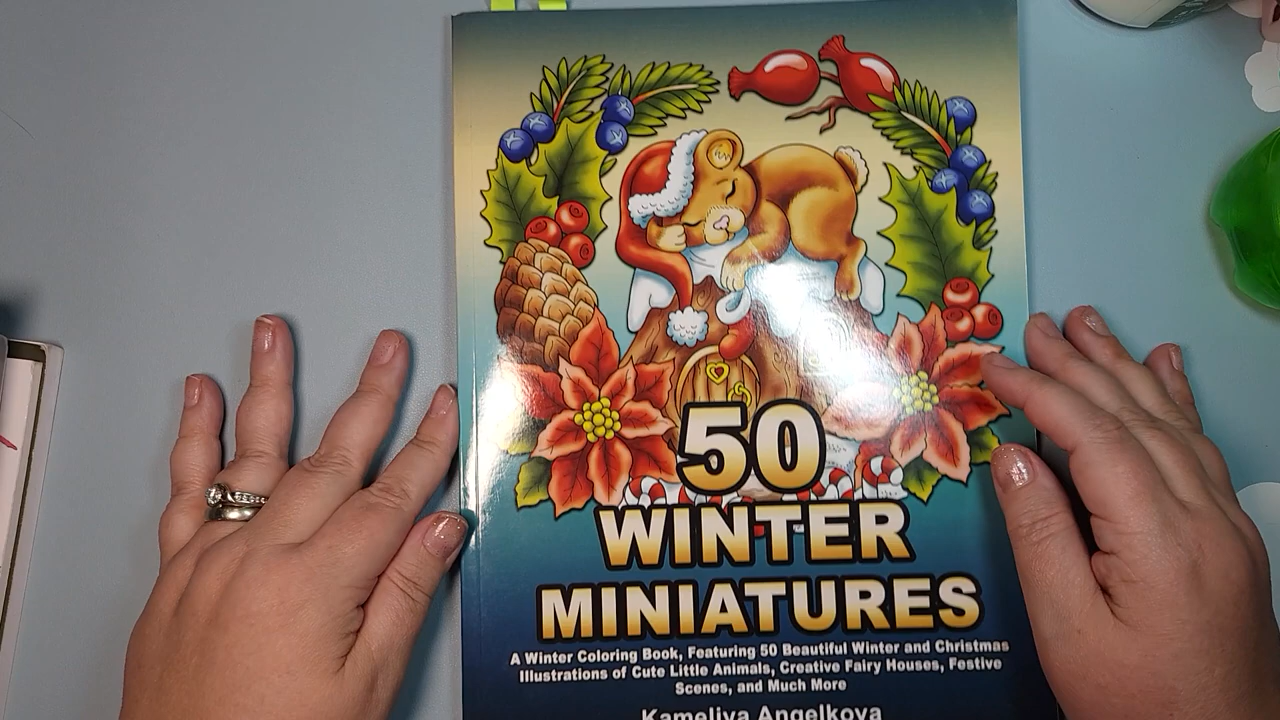 50
WINTER
MINIATURES
A Winter Coloring Book, Featuring 50 Beautiful Winter and Christmas
Illustrations of Cute Little Animals, Creative Fairy Houses, Festive
Scenes, and Much More
Kameliya Angelkova